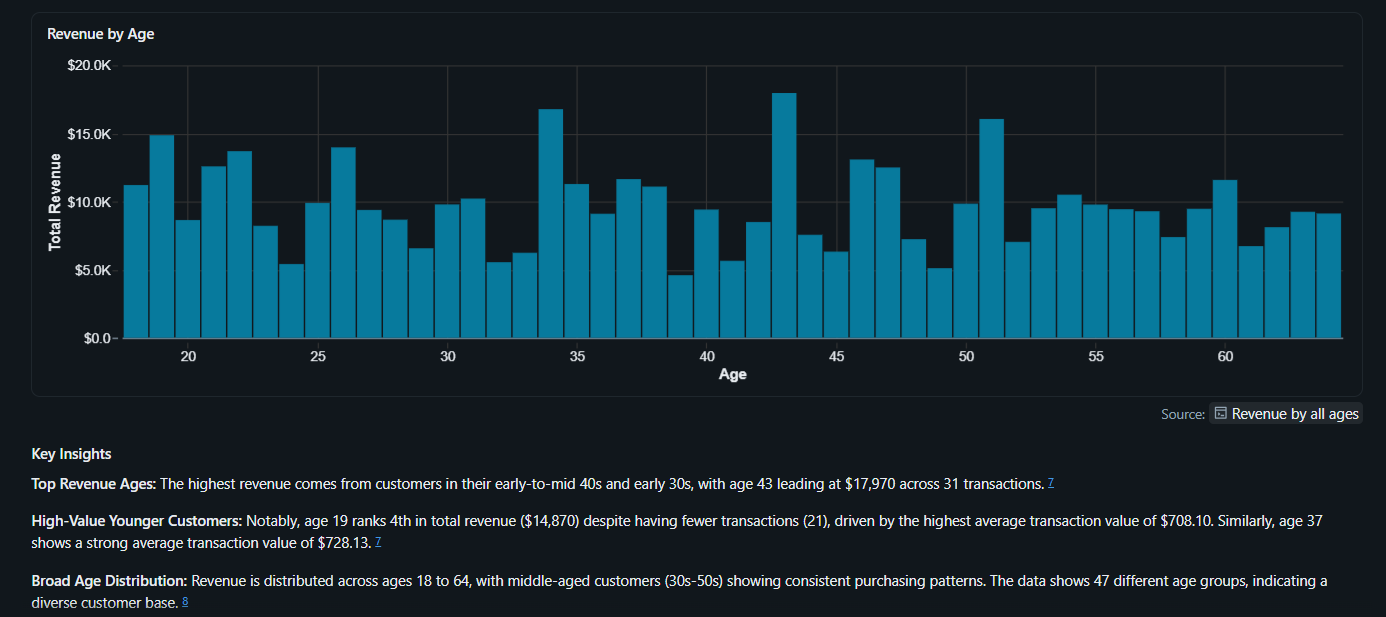 Revenue by Age
$20.0K
$15.0K
$10.0K
$5.0K
$0.0
Total Revenue
20 25 30 35 40 45 50 55 60
Age
Source: Revenue by all ages
Key Insights
Top Revenue Ages: The highest revenue comes from customers in their early-to-mid 40s and early 30s, with age 43 leading at $17,970 across 31 transactions. 7
High-Value Younger Customers: Notably, age 19 ranks 4th in total revenue ($14,870) despite having fewer transactions (21), driven by the highest average transaction value of $708.10. Similarly, age 37
shows a strong average transaction value of $728.13. 7
Broad Age Distribution: Revenue is distributed across ages 18 to 64, with middle-aged customers (30s-50s) showing consistent purchasing patterns. The data shows 47 different age groups, indicating a
diverse customer base. 8